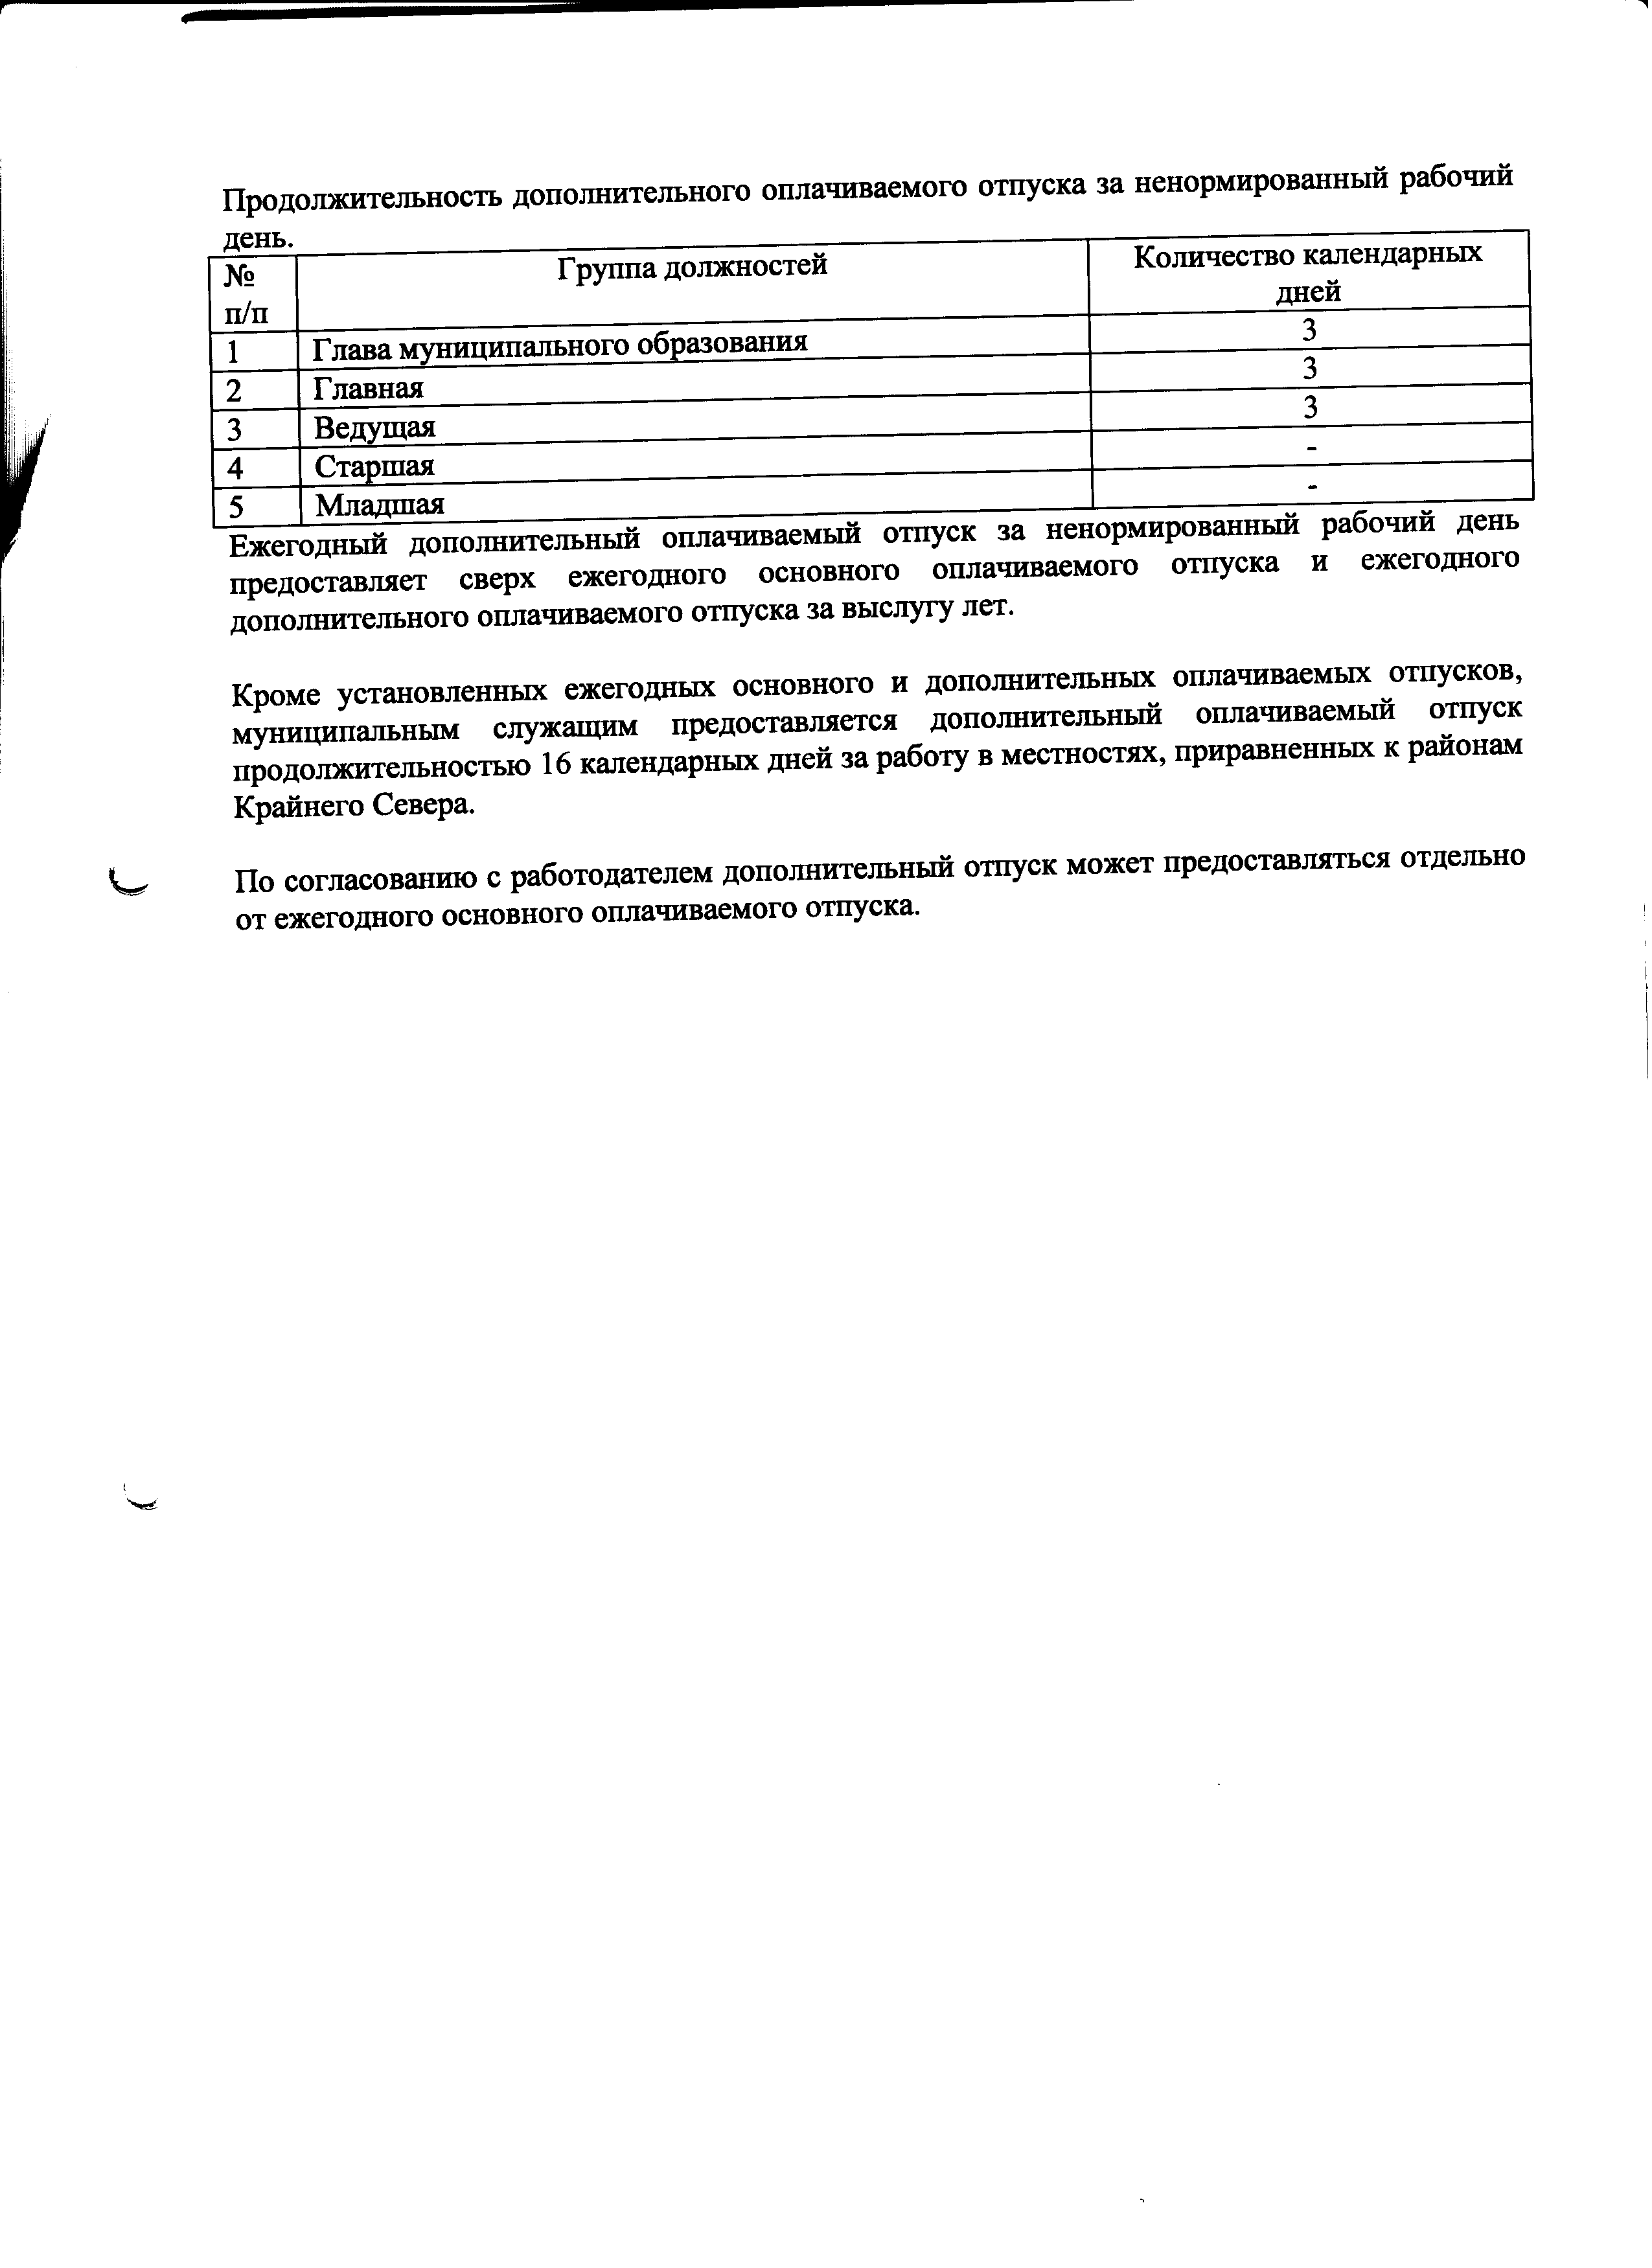 Продолжительность дополнительного оплачиваемого отпуска за ненормированный рабочий
день.
№ п/п Группа должностей Количество календарных дней
1 Глава муниципального образования 3
2 Главная 3
3 Ведущая 3
4 Старшая -
5 Младшая -
Ежегодный дополнительный оплачиваемый отпуск за ненормированный рабочий день
предоставляет сверх ежегодного основного оплачиваемого отпуска и ежегодного
дополнительного оплачиваемого отпуска за выслугу лет.
Кроме установленных ежегодных основного и дополнительных оплачиваемых отпусков,
муниципальным служащим предоставляется дополнительный оплачиваемый отпуск
продолжительностью 16 календарных дней за работу в местностях, приравненных к районам
Крайнего Севера.
По согласованию с работодателем дополнительный отпуск может предоставляться отдельно
от ежегодного основного оплачиваемого отпуска.